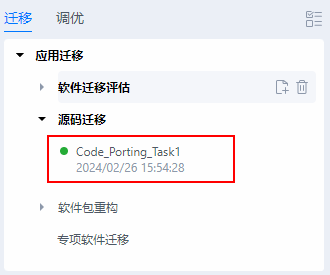 迁移 调优
应用迁移
软件迁移评估
源码迁移
Code_Porting_Task1
2024/02/26 15:54:28
软件包重构
专项软件迁移